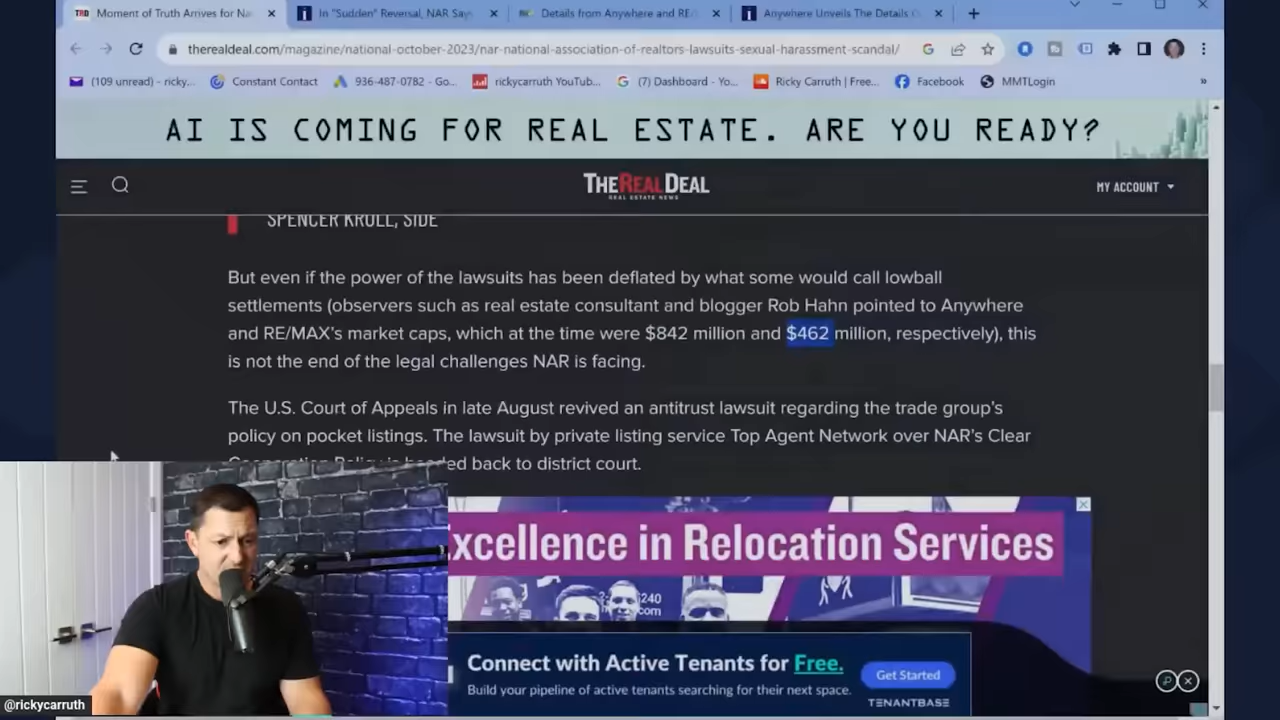 Moment of Truth Arrives for Na
In "Sudden" Reversal, NAR Say
Details from Anywhere and RE/
Anywhere Unveils The Details O
therealdeal.com/magazine/national-october-2023/nar-national-association-of-realtors-lawsuits-sexual-harassment-scandal/
(109 unread) - ricky...
Constant Contact
936-487-0782 - Go...
rickycarruth YouTub...
(7) Dashboard - Yo...
Ricky Carruth | Free...
Facebook
MMTLogin
AI IS COMING FOR REAL ESTATE. ARE YOU READY?
THE REAL DEAL
REAL ESTATE NEWS
MY ACCOUNT
SPENCER KRULL, SIDE
But even if the power of the lawsuits has been deflated by what some would call lowball
settlements (observers such as real estate consultant and blogger Rob Hahn pointed to Anywhere
and RE/MAX's market caps, which at the time were $842 million and $462 million, respectively), this
is not the end of the legal challenges NAR is facing.
The U.S. Court of Appeals in late August revived an antitrust lawsuit regarding the trade group's
policy on pocket listings. The lawsuit by private listing service Top Agent Network over NAR's Clear
back to district court.
xcellence in Relocation Services
240
com
Connect with Active Tenants for Free.
Build your pipeline of active tenants searching for their next space.
Get Started
TENANTBASE
@rickycarruth